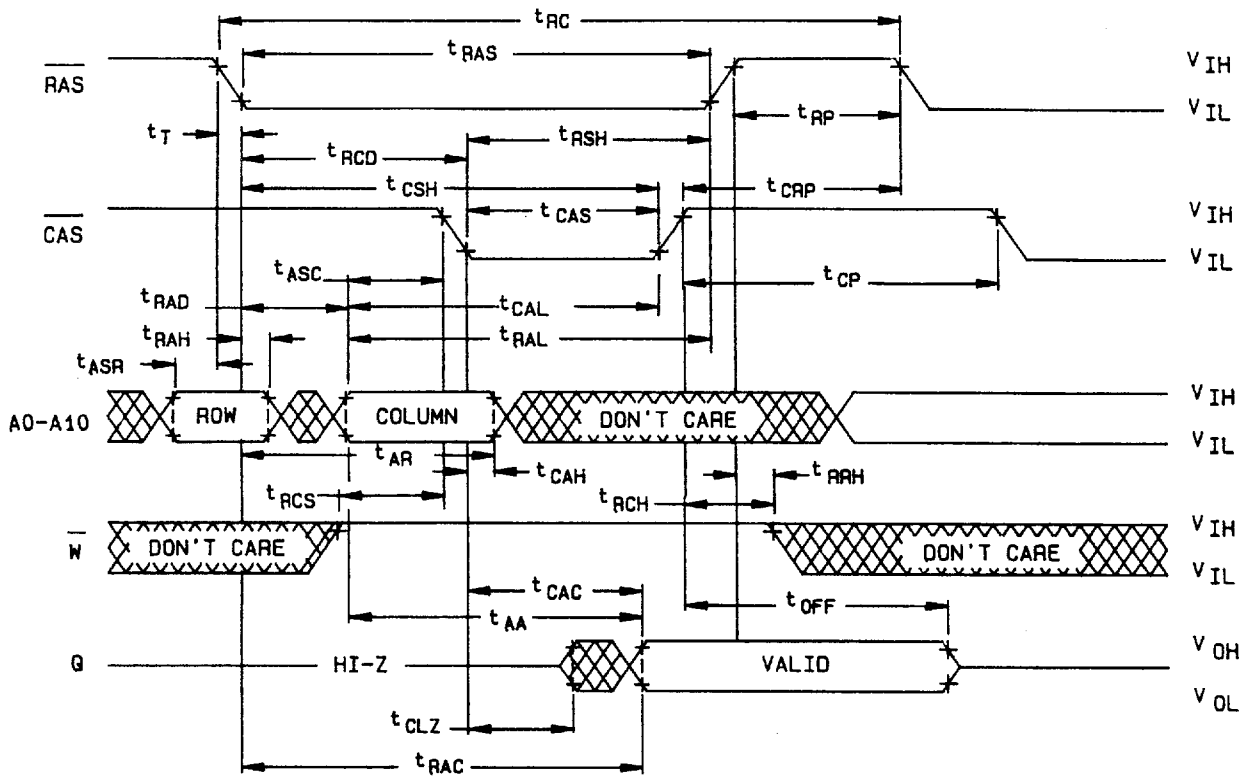 tRC
tRAS
RAS
VIH
VIL
tT
tRP
tRSH
tRCD
tCSH
tCRP
CAS
tCAS
VIH
VIL
tASC
tCP
tRAD
tCAL
tRAH
tRAL
tASR
A0-A10
ROW
COLUMN
DON'T CARE
VIH
VIL
tAR
tCAH
tRRH
tRCS
tRCH
W
DON'T CARE
DON'T CARE
VIH
VIL
tCAC
tOFF
tAA
Q
HI-Z
VALID
VOH
VOL
tCLZ
tRAC